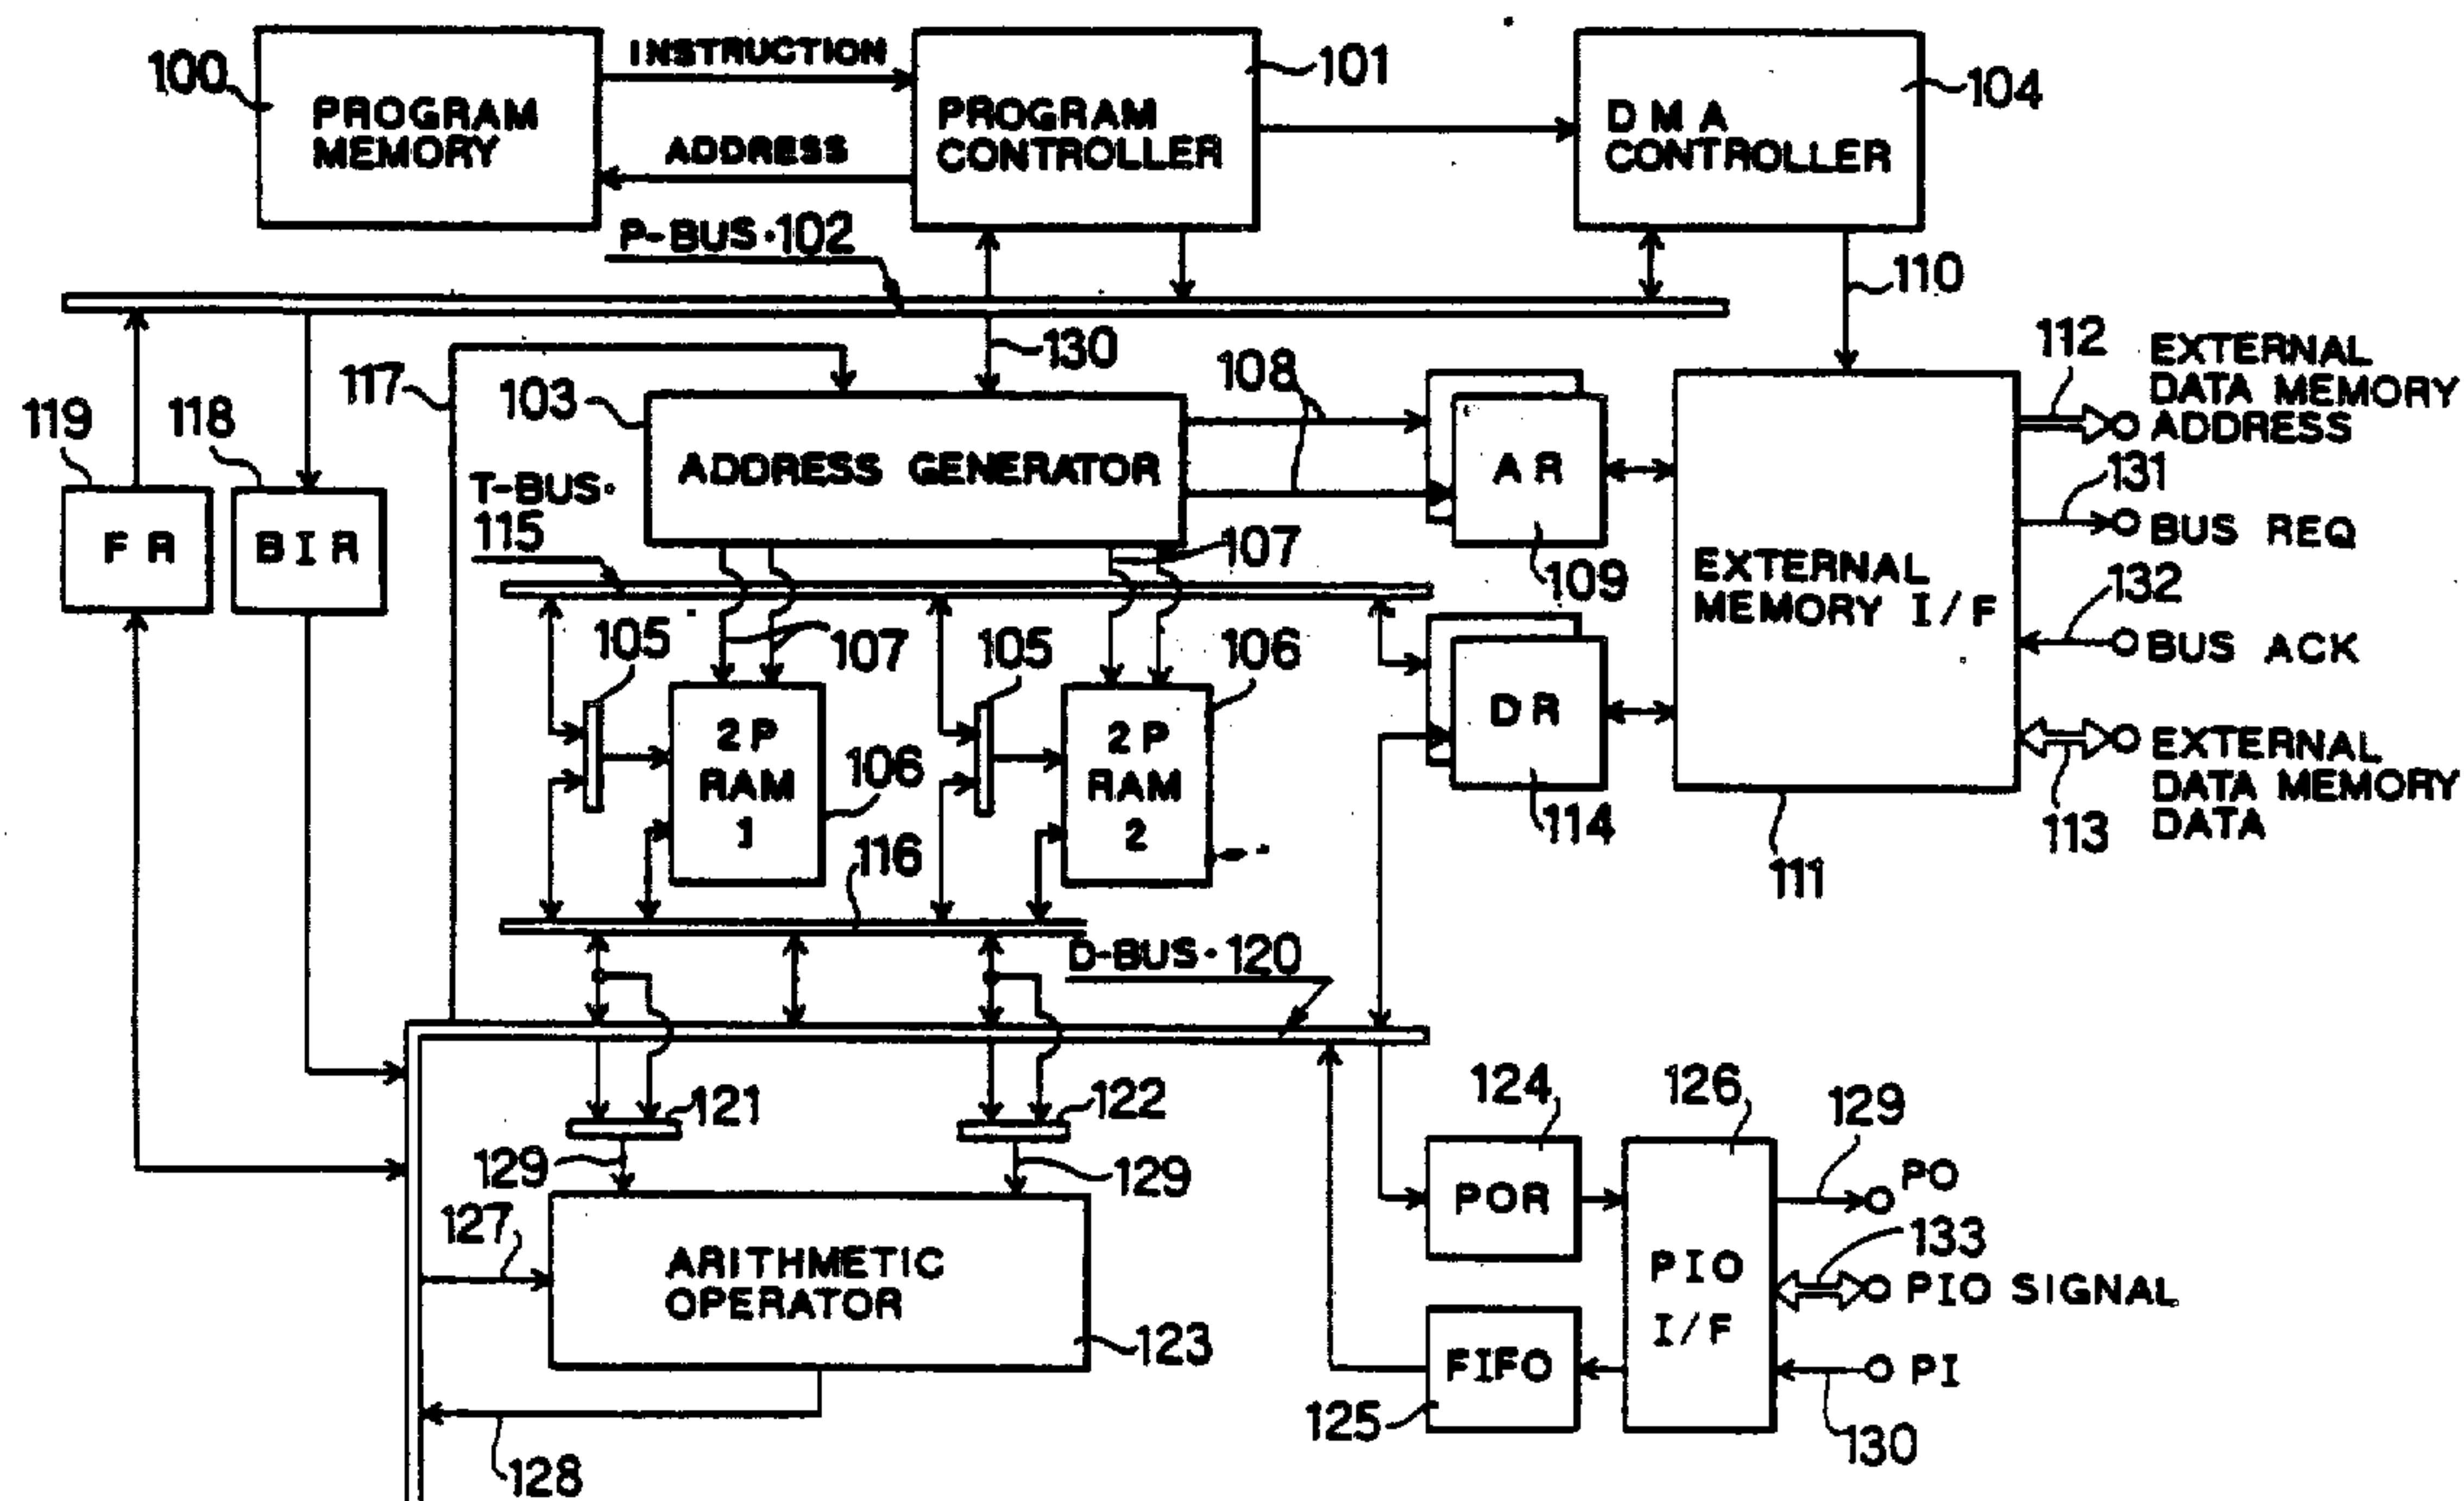 100
PROGRAM
MEMORY
INSTRUCTION
ADDRESS
PROGRAM
CONTROLLER
101
DMA
CONTROLLER
104
P-BUS·102
110
117
103
130
108
112
EXTERNAL
DATA MEMORY
ADDRESS
119
118
FR
BIR
T-BUS·
115
ADDRESS GENERATOR
AR
109
131
BUS REQ
EXTERNAL
MEMORY I/F
132
BUS ACK
107
105
107
105
106
2P
RAM
1
106
2P
RAM
2
DR
114
111
EXTERNAL
DATA MEMORY
DATA
113
116
D-BUS·120
121
122
129
129
127
ARITHMETIC
OPERATOR
123
128
124
126
129
POR
PIO
I/F
PO
133
PIO SIGNAL
FIFO
125
PI
130